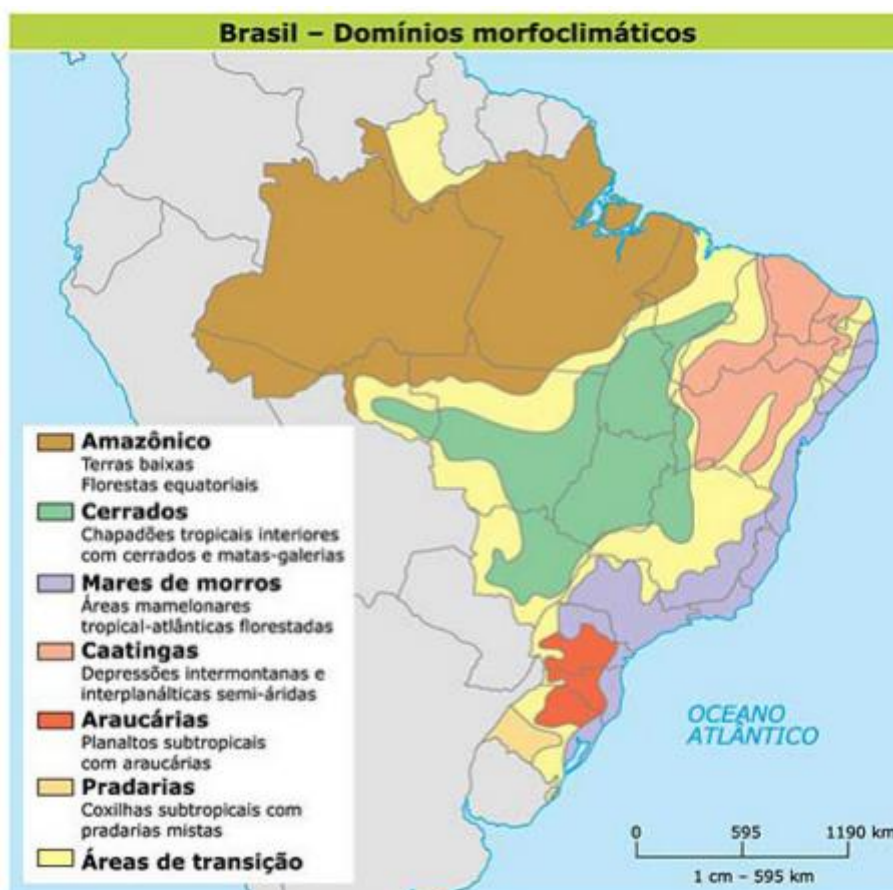 Brasil – Domínios morfoclimáticos
Amazônico
Terras baixas
Florestas equatoriais
Cerrados
Chapadões tropicais interiores
com cerrados e matas-galerias
Mares de morros
Áreas mamelonares
tropical-atlânticas florestadas
Caatingas
Depressões intermontanas e
interplanálticas semi-áridas
Araucárias
Planaltos subtropicais
com araucárias
Pradarias
Coxilhas subtropicais com
pradarias mistas
Áreas de transição
OCEANO
ATLÂNTICO
0 595 1190 km
1 cm – 595 km